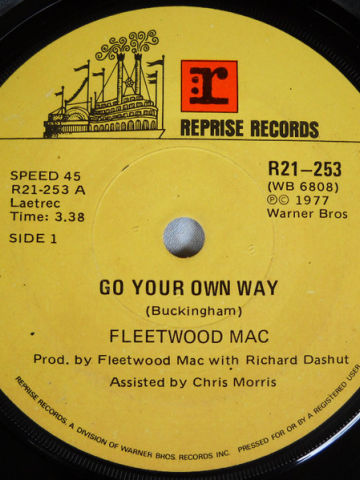 r
REPRISE RECORDS
SPEED 45
R21-253 A
Laetrec
Time: 3.38
SIDE 1
R21-253
(WB 6808)
Ⓟ© 1977
Warner Bros
GO YOUR OWN WAY
(Buckingham)
FLEETWOOD MAC
Prod. by Fleetwood Mac with Richard Dashut
Assisted by Chris Morris
REPRISE RECORDS, A DIVISION OF WARNER BROS. RECORDS INC. PRESSED FOR OR BY A REGISTERED USER